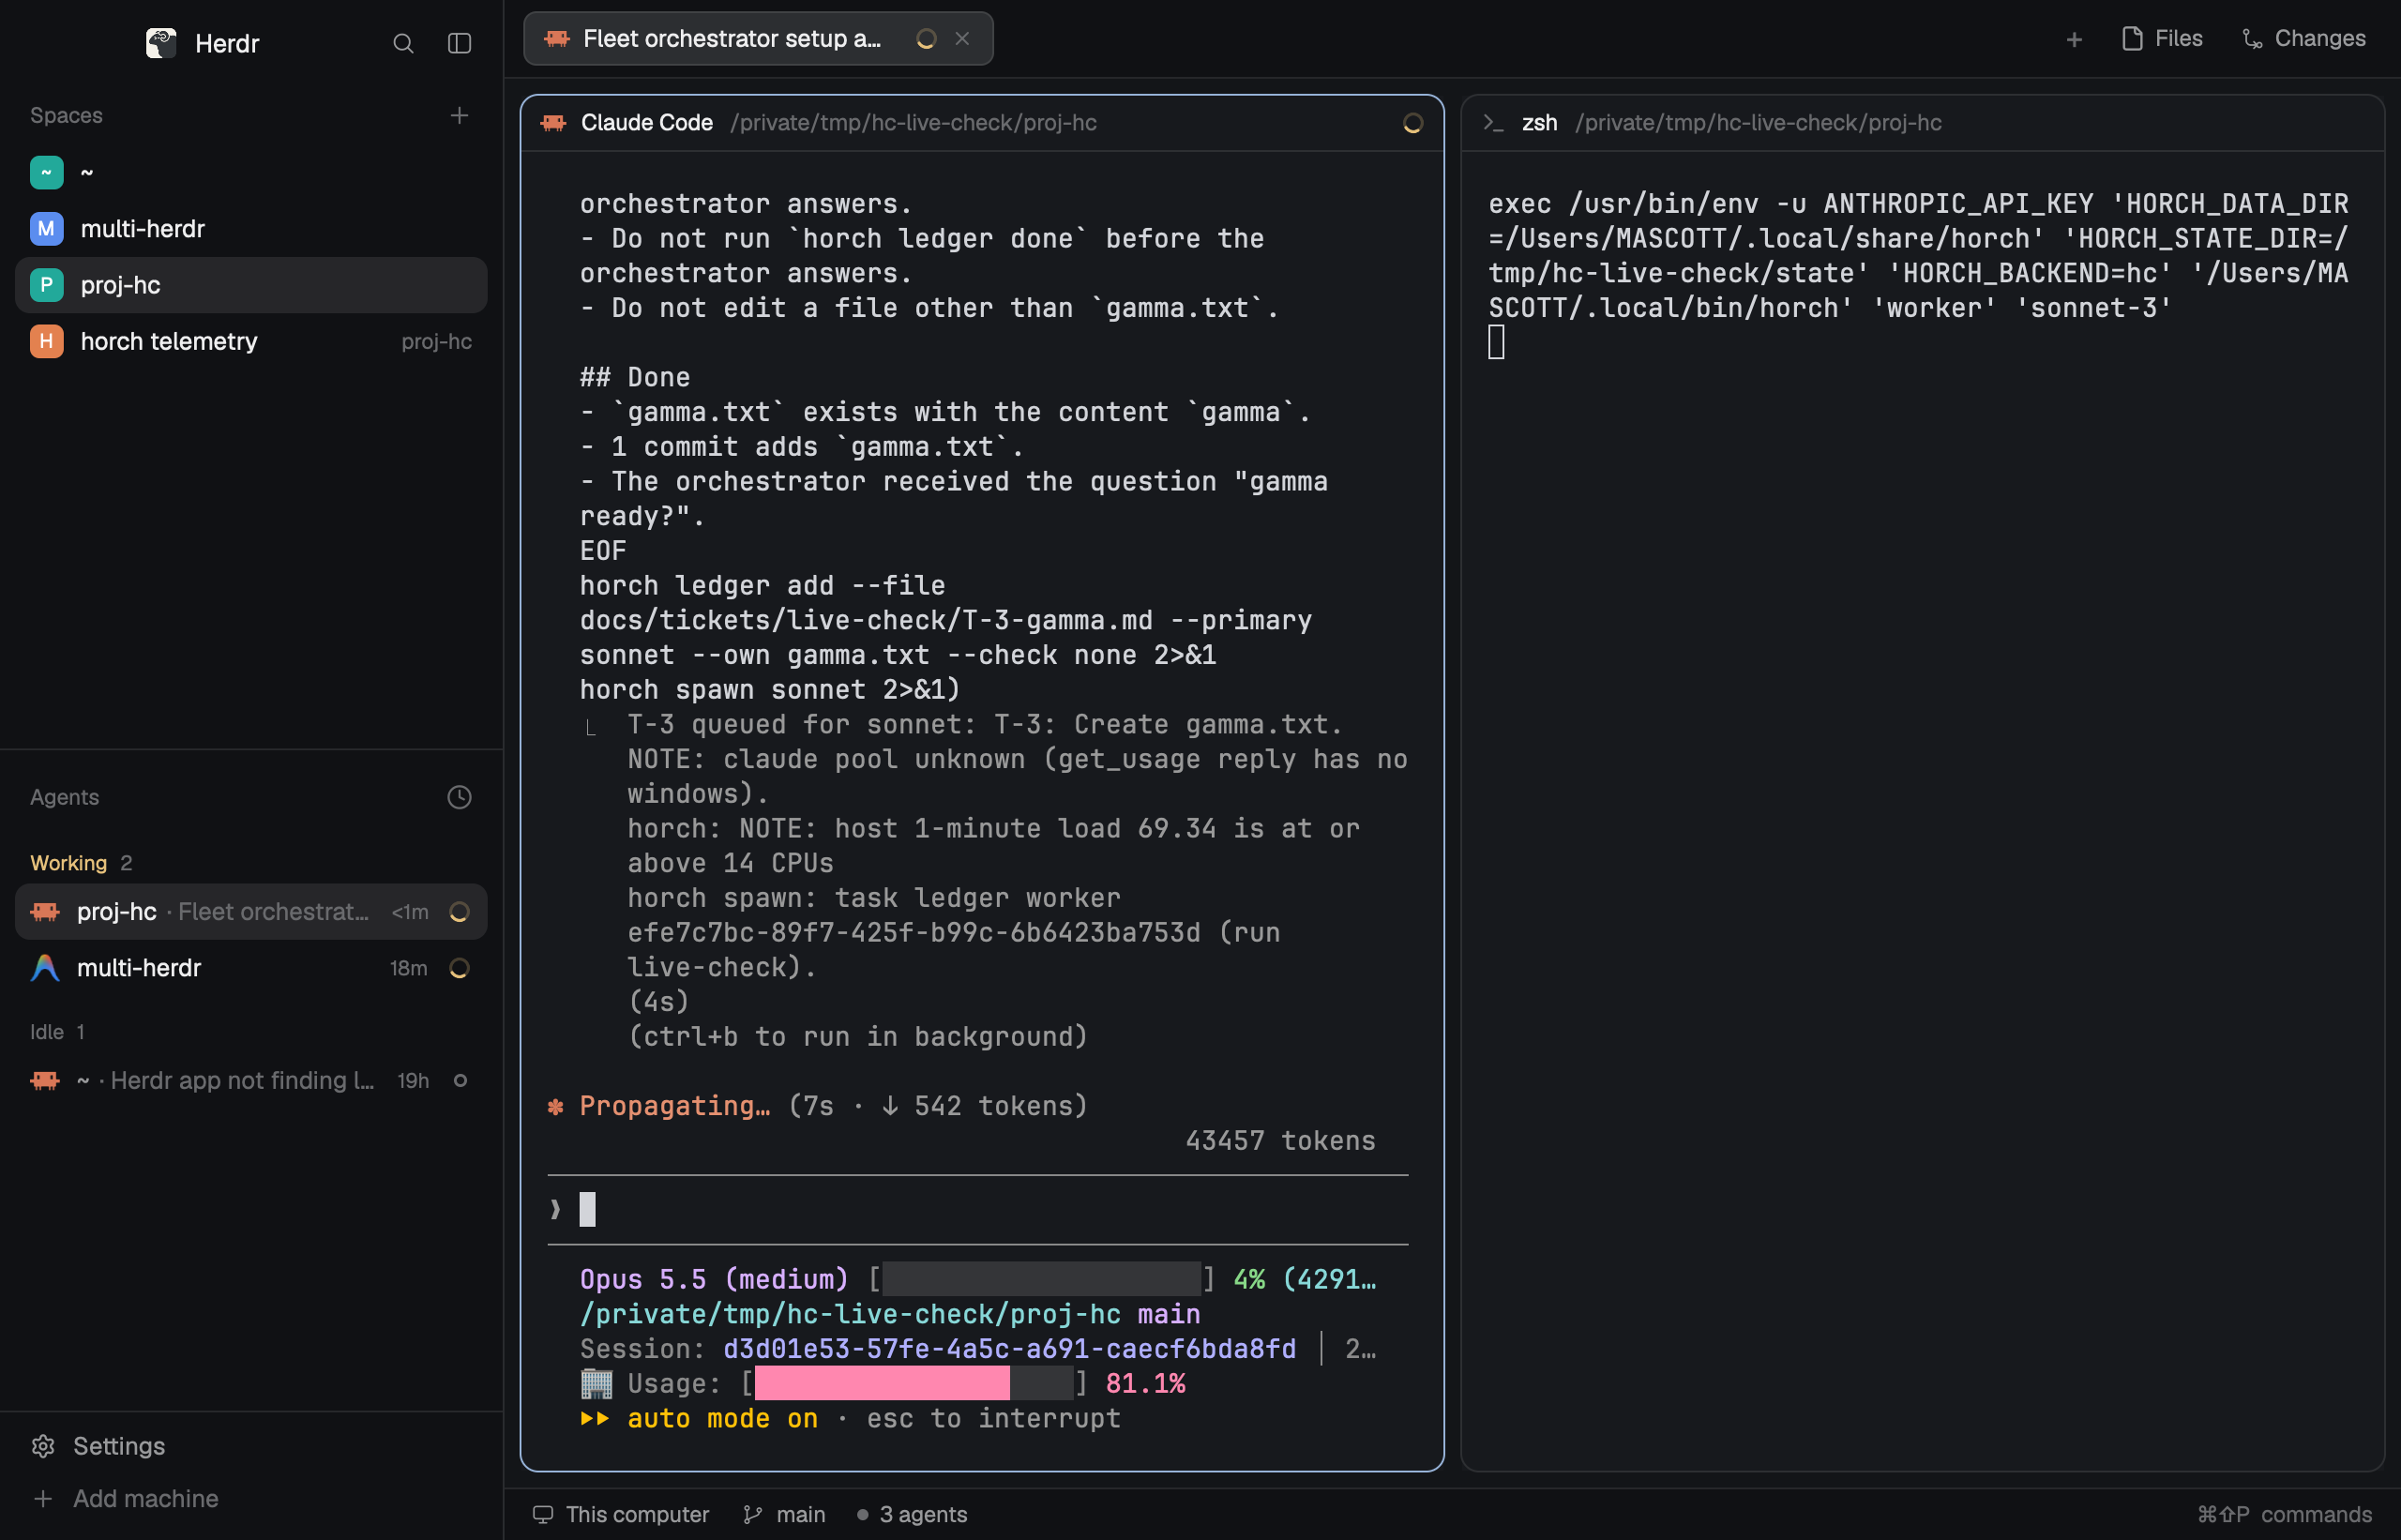 Herdr
Spaces
~ ~
M multi-herdr
P proj-hc
H horch telemetry proj-hc
Agents
Working 2
proj-hc · Fleet orchestrat… <1m
multi-herdr 18m
Idle 1
~ · Herdr app not finding l… 19h
Settings
Add machine
Fleet orchestrator setup a…
Files
Changes
Claude Code /private/tmp/hc-live-check/proj-hc
orchestrator answers.
- Do not run `horch ledger done` before the
orchestrator answers.
- Do not edit a file other than `gamma.txt`.
## Done
- `gamma.txt` exists with the content `gamma`.
- 1 commit adds `gamma.txt`.
- The orchestrator received the question "gamma
ready?".
EOF
horch ledger add --file
docs/tickets/live-check/T-3-gamma.md --primary
sonnet --own gamma.txt --check none 2>&1
horch spawn sonnet 2>&1)
⎿ T-3 queued for sonnet: T-3: Create gamma.txt.
NOTE: claude pool unknown (get_usage reply has no
windows).
horch: NOTE: host 1-minute load 69.34 is at or
above 14 CPUs
horch spawn: task ledger worker
efe7c7bc-89f7-425f-b99c-6b6423ba753d (run
live-check).
(4s)
(ctrl+b to run in background)
✽ Propagating… (7s · ↓ 542 tokens)
43457 tokens
❯
Opus 5.5 (medium) [ ] 4% (4291…
/private/tmp/hc-live-check/proj-hc main
Session: d3d01e53-57fe-4a5c-a691-caecf6bda8fd │ 2…
🏢 Usage: [ ] 81.1%
⏵⏵ auto mode on · esc to interrupt
zsh /private/tmp/hc-live-check/proj-hc
exec /usr/bin/env -u ANTHROPIC_API_KEY 'HORCH_DATA_DIR
=/Users/MASCOTT/.local/share/horch' 'HORCH_STATE_DIR=/
tmp/hc-live-check/state' 'HORCH_BACKEND=hc' '/Users/MA
SCOTT/.local/bin/horch' 'worker' 'sonnet-3'
This computer main 3 agents
⌘⇧P commands